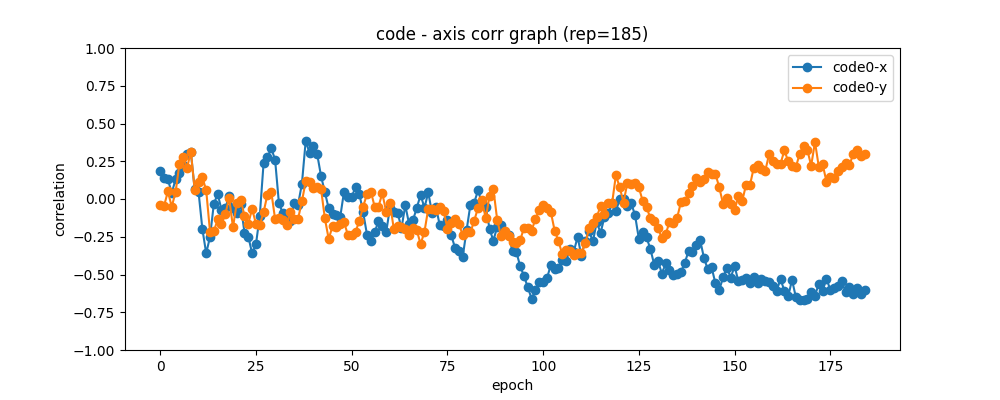 code - axis corr graph (rep=185)
1.00
0.75
0.50
0.25
0.00
−0.25
−0.50
−0.75
−1.00
correlation
code0-x
code0-y
0 25 50 75 100 125 150 175
epoch